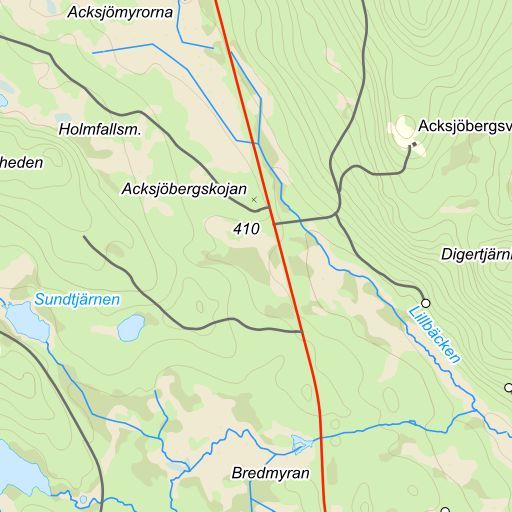 Acksjömyrorna
Acksjöbergsv
Holmfallsm.
heden
Acksjöbergskojan
410
Digertjärn
Sundtjärnen
Lillbäcken
Bredmyran